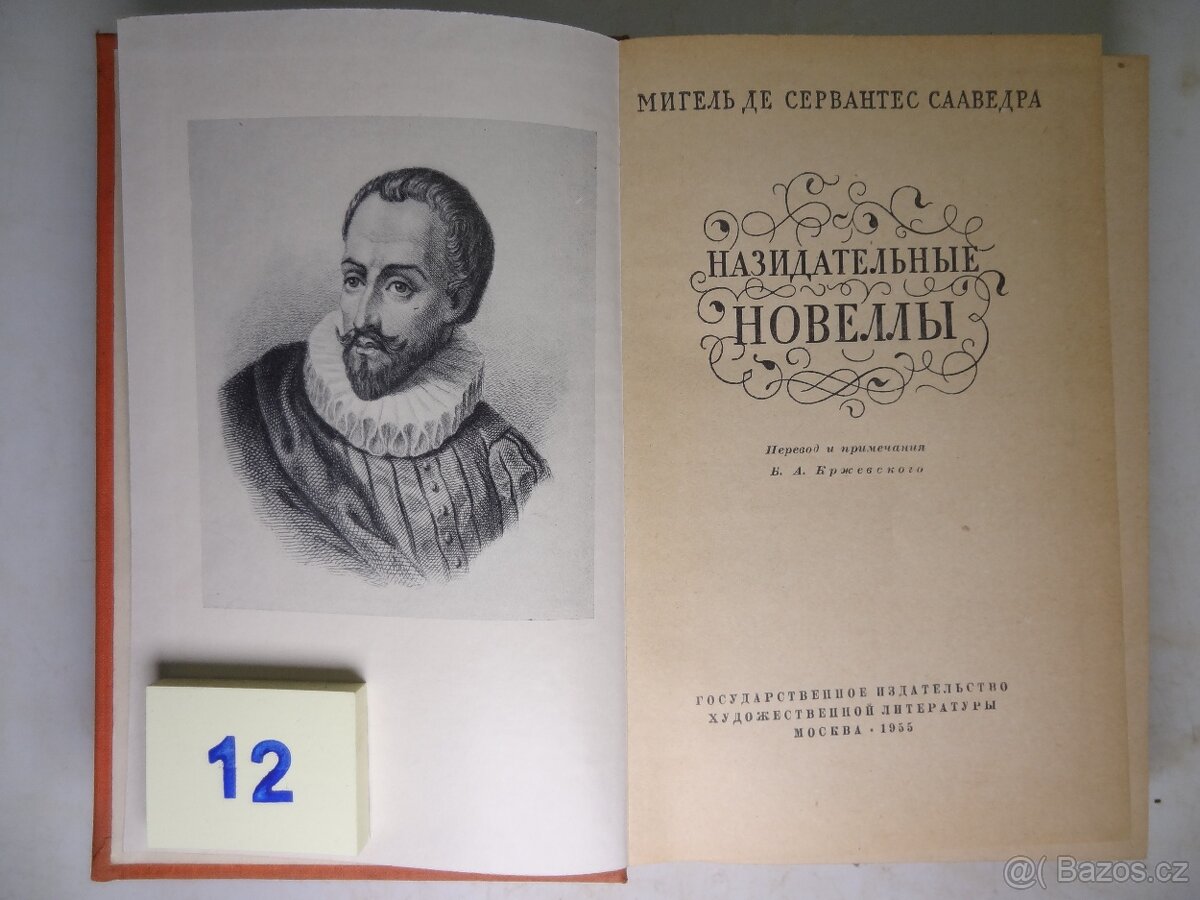 МИГЕЛЬ ДЕ СЕРВАНТЕС СААВЕДРА
НАЗИДАТЕЛЬНЫЕ
НОВЕЛЛЫ
Перевод и примечания
Б. А. Кржевского
ГОСУДАРСТВЕННОЕ ИЗДАТЕЛЬСТВО
ХУДОЖЕСТВЕННОЙ ЛИТЕРАТУРЫ
МОСКВА · 1955
12
@( Bazos.cz